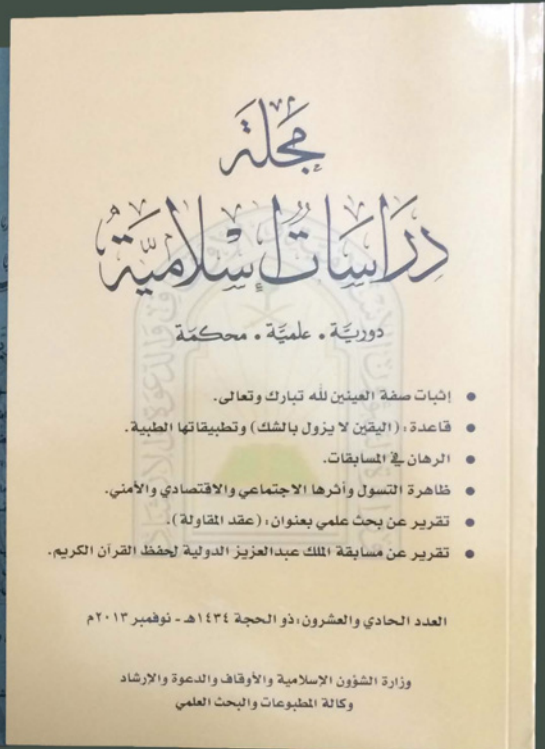 مجلة
دراسات إسلامية
دورية . علمية . محكمة
إثبات صفة العينين لله تبارك وتعالى.
قاعدة: (اليقين لا يزول بالشك) وتطبيقاتها الطبية.
الرهان في المسابقات.
ظاهرة التسول وأثرها الاجتماعي والاقتصادي والأمني.
تقرير عن بحث علمي بعنوان: (عقد المقاولة).
تقرير عن مسابقة الملك عبدالعزيز الدولية لحفظ القرآن الكريم.
العدد الحادي والعشرون: ذو الحجة ١٤٣٤هـ - نوفمبر ٢٠١٣م
وزارة الشؤون الإسلامية والأوقاف والدعوة والإرشاد
وكالة المطبوعات والبحث العلمي